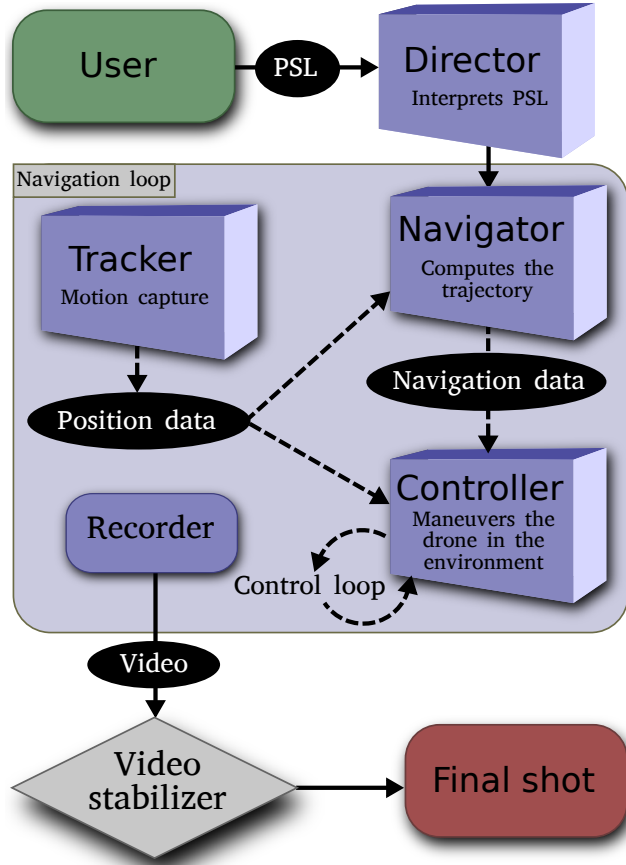 User
PSL
Director
Interprets PSL
Navigation loop
Tracker
Motion capture
Navigator
Computes the
trajectory
Position data
Navigation data
Recorder
Controller
Maneuvers the
drone in the
environment
Control loop
Video
Video
stabilizer
Final shot